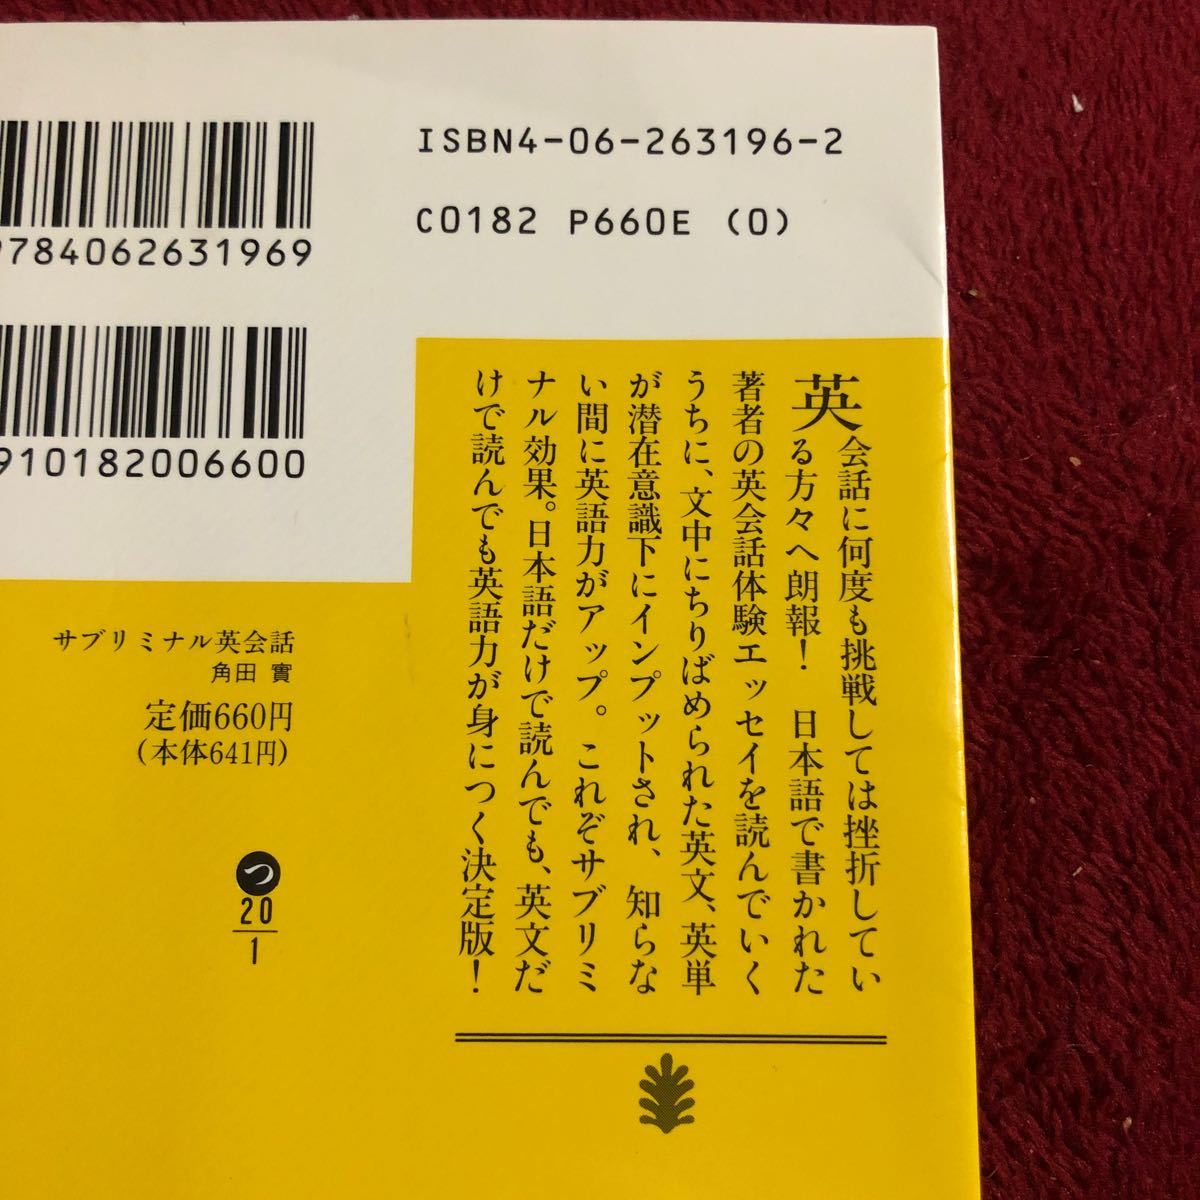 ISBN4-06-263196-2
C0182 P660E (0)
9784062631969
910182006600
英会話に何度も挑戦しては挫折してい
る方々へ朗報！　日本語で書かれた
著者の英会話体験エッセイを読んでいく
うちに、文中にちりばめられた英文、英単
が潜在意識下にインプットされ、知らな
い間に英語力がアップ。これぞサブリミ
ナル効果。日本語だけで読んでも、英文だ
けで読んでも英語力が身につく決定版！
サブリミナル英会話
角田 實
定価660円
（本体641円）
つ
20
1